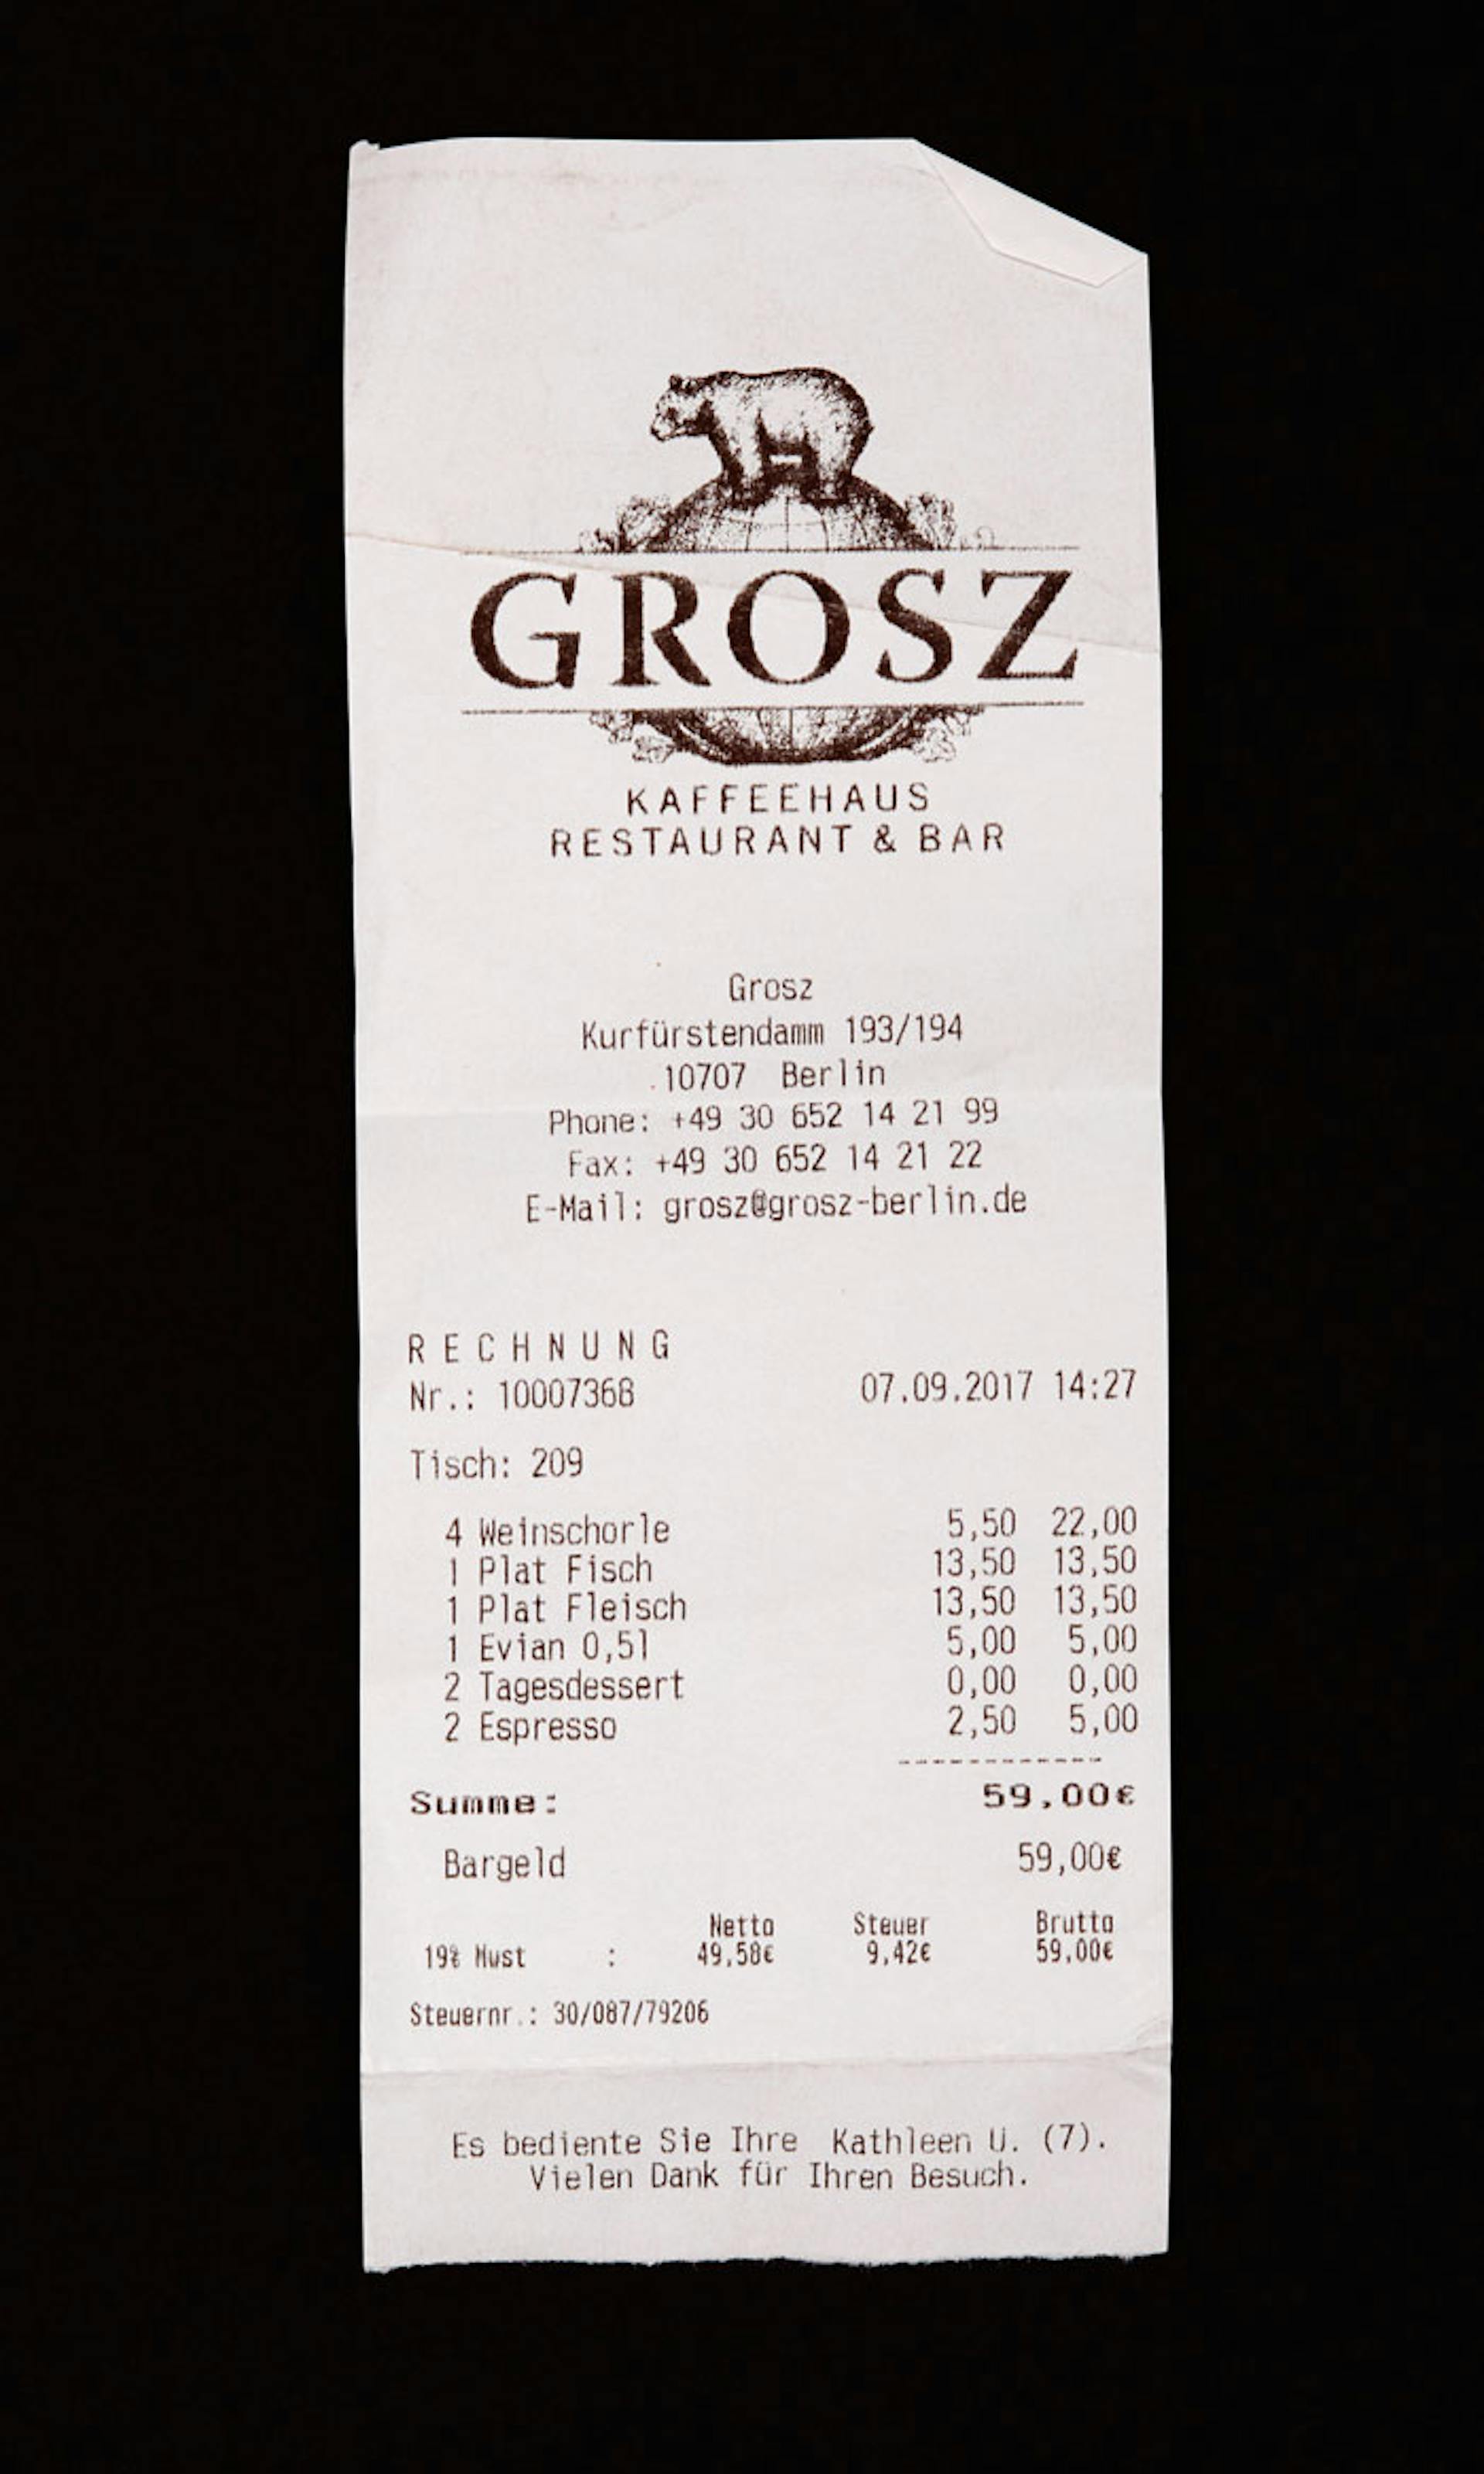 GROSZ
KAFFEEHAUS
RESTAURANT & BAR
Grosz
Kurfürstendamm 193/194
10707 Berlin
Phone: +49 30 652 14 21 99
Fax: +49 30 652 14 21 22
E-Mail: grosz@grosz-berlin.de
RECHNUNG
Nr.: 10007368 07.09.2017 14:27
Tisch: 209
4 Weinschorle 5,50 22,00
1 Plat Fisch 13,50 13,50
1 Plat Fleisch 13,50 13,50
1 Evian 0,5l 5,00 5,00
2 Tagesdessert 0,00 0,00
2 Espresso 2,50 5,00
------------
Summe: 59,00€
Bargeld 59,00€
Netto Steuer Brutto
19% Mwst : 49,58€ 9,42€ 59,00€
Steuernr.: 30/087/79206
Es bediente Sie Ihre Kathleen U. (7).
Vielen Dank für Ihren Besuch.